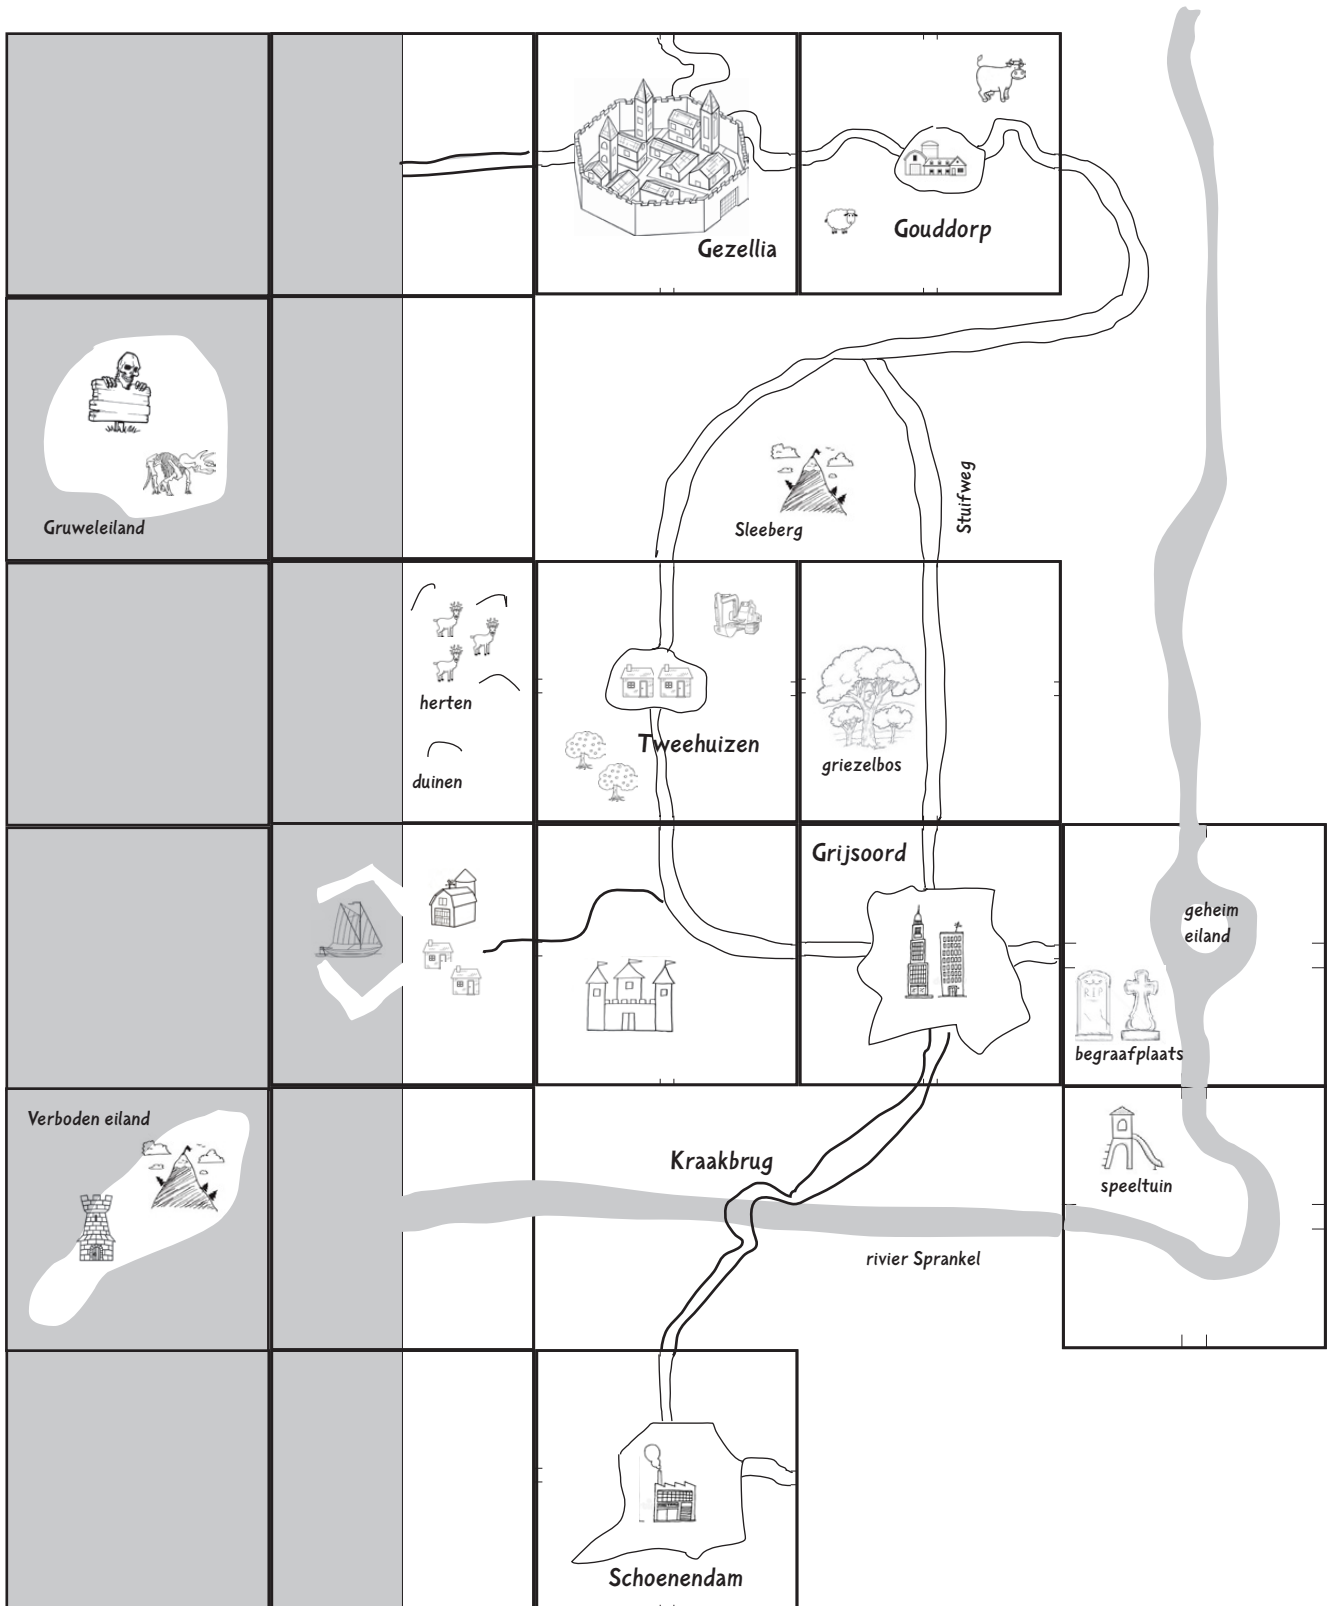 Gezellia
Gouddorp
Gruweleiland
Sleeberg
Stuifweg
herten
duinen
Tweehuizen
griezelbos
Grijsoord
geheim
eiland
RIP
begraafplaats
Verboden eiland
Kraakbrug
speeltuin
rivier Sprankel
Schoenendam